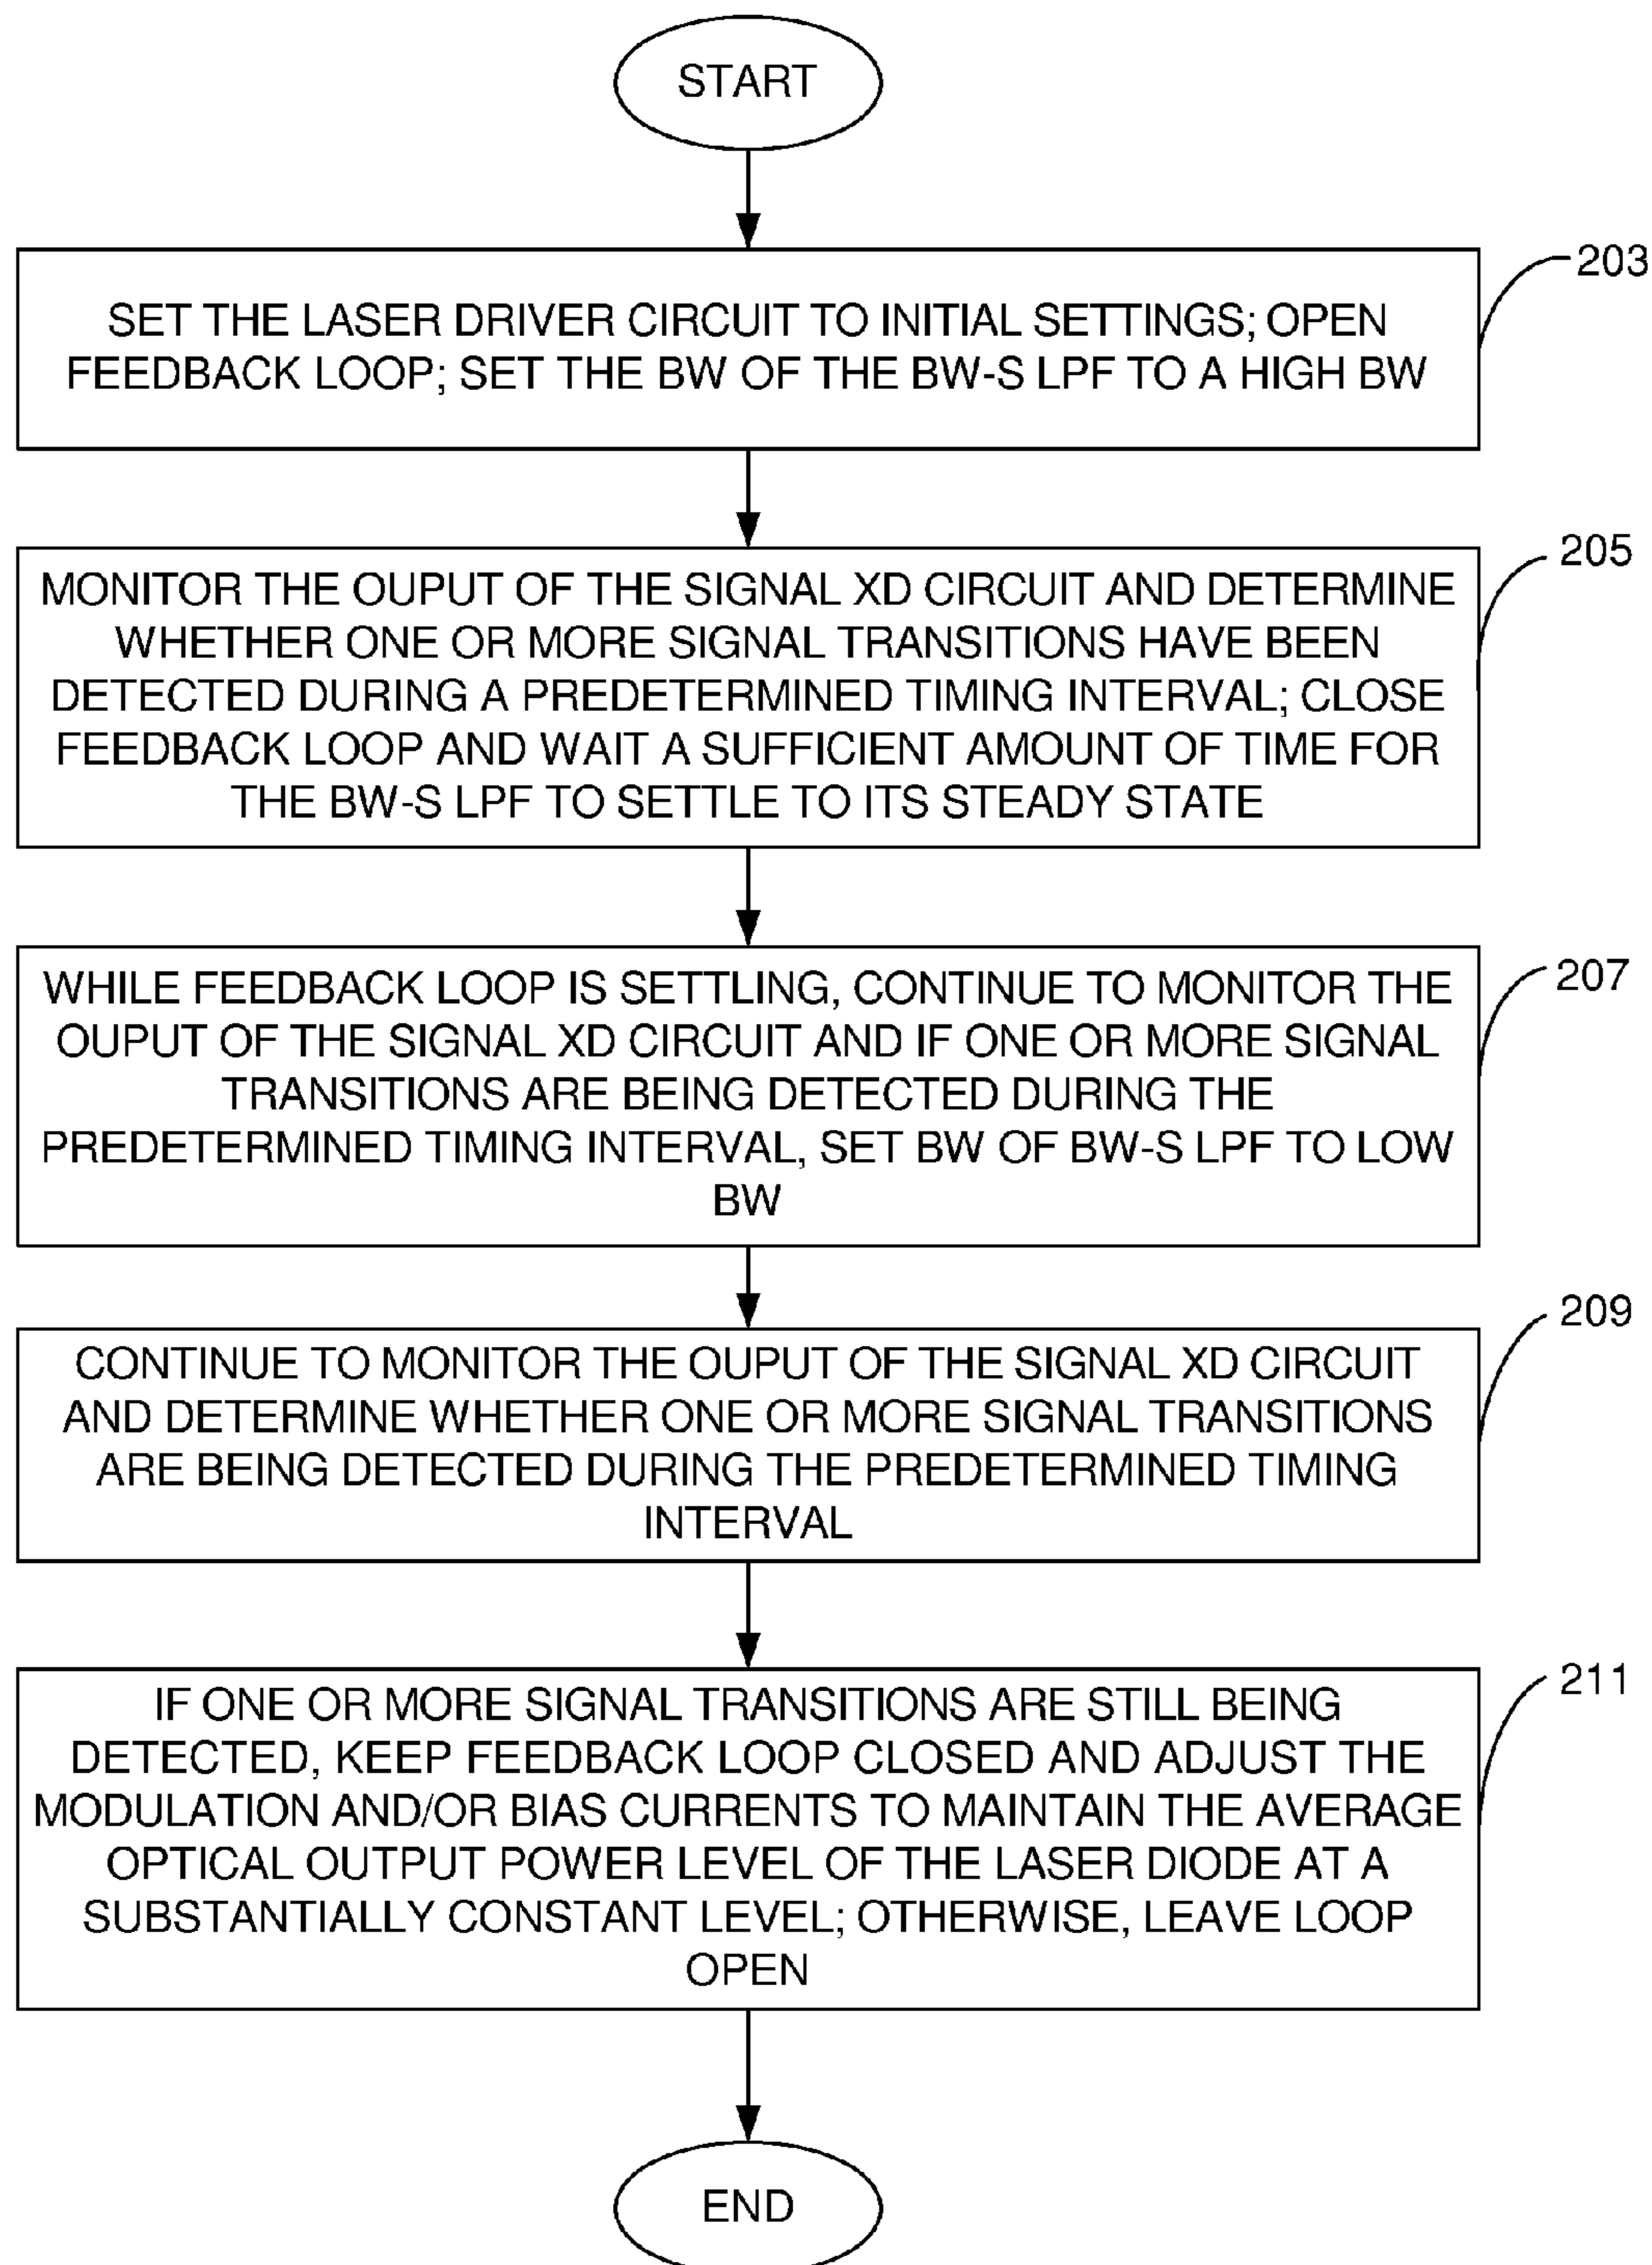 START
203
SET THE LASER DRIVER CIRCUIT TO INITIAL SETTINGS; OPEN
FEEDBACK LOOP; SET THE BW OF THE BW-S LPF TO A HIGH BW
205
MONITOR THE OUPUT OF THE SIGNAL XD CIRCUIT AND DETERMINE
WHETHER ONE OR MORE SIGNAL TRANSITIONS HAVE BEEN
DETECTED DURING A PREDETERMINED TIMING INTERVAL; CLOSE
FEEDBACK LOOP AND WAIT A SUFFICIENT AMOUNT OF TIME FOR
THE BW-S LPF TO SETTLE TO ITS STEADY STATE
207
WHILE FEEDBACK LOOP IS SETTLING, CONTINUE TO MONITOR THE
OUPUT OF THE SIGNAL XD CIRCUIT AND IF ONE OR MORE SIGNAL
TRANSITIONS ARE BEING DETECTED DURING THE
PREDETERMINED TIMING INTERVAL, SET BW OF BW-S LPF TO LOW
BW
209
CONTINUE TO MONITOR THE OUPUT OF THE SIGNAL XD CIRCUIT
AND DETERMINE WHETHER ONE OR MORE SIGNAL TRANSITIONS
ARE BEING DETECTED DURING THE PREDETERMINED TIMING
INTERVAL
211
IF ONE OR MORE SIGNAL TRANSITIONS ARE STILL BEING
DETECTED, KEEP FEEDBACK LOOP CLOSED AND ADJUST THE
MODULATION AND/OR BIAS CURRENTS TO MAINTAIN THE AVERAGE
OPTICAL OUTPUT POWER LEVEL OF THE LASER DIODE AT A
SUBSTANTIALLY CONSTANT LEVEL; OTHERWISE, LEAVE LOOP
OPEN
END